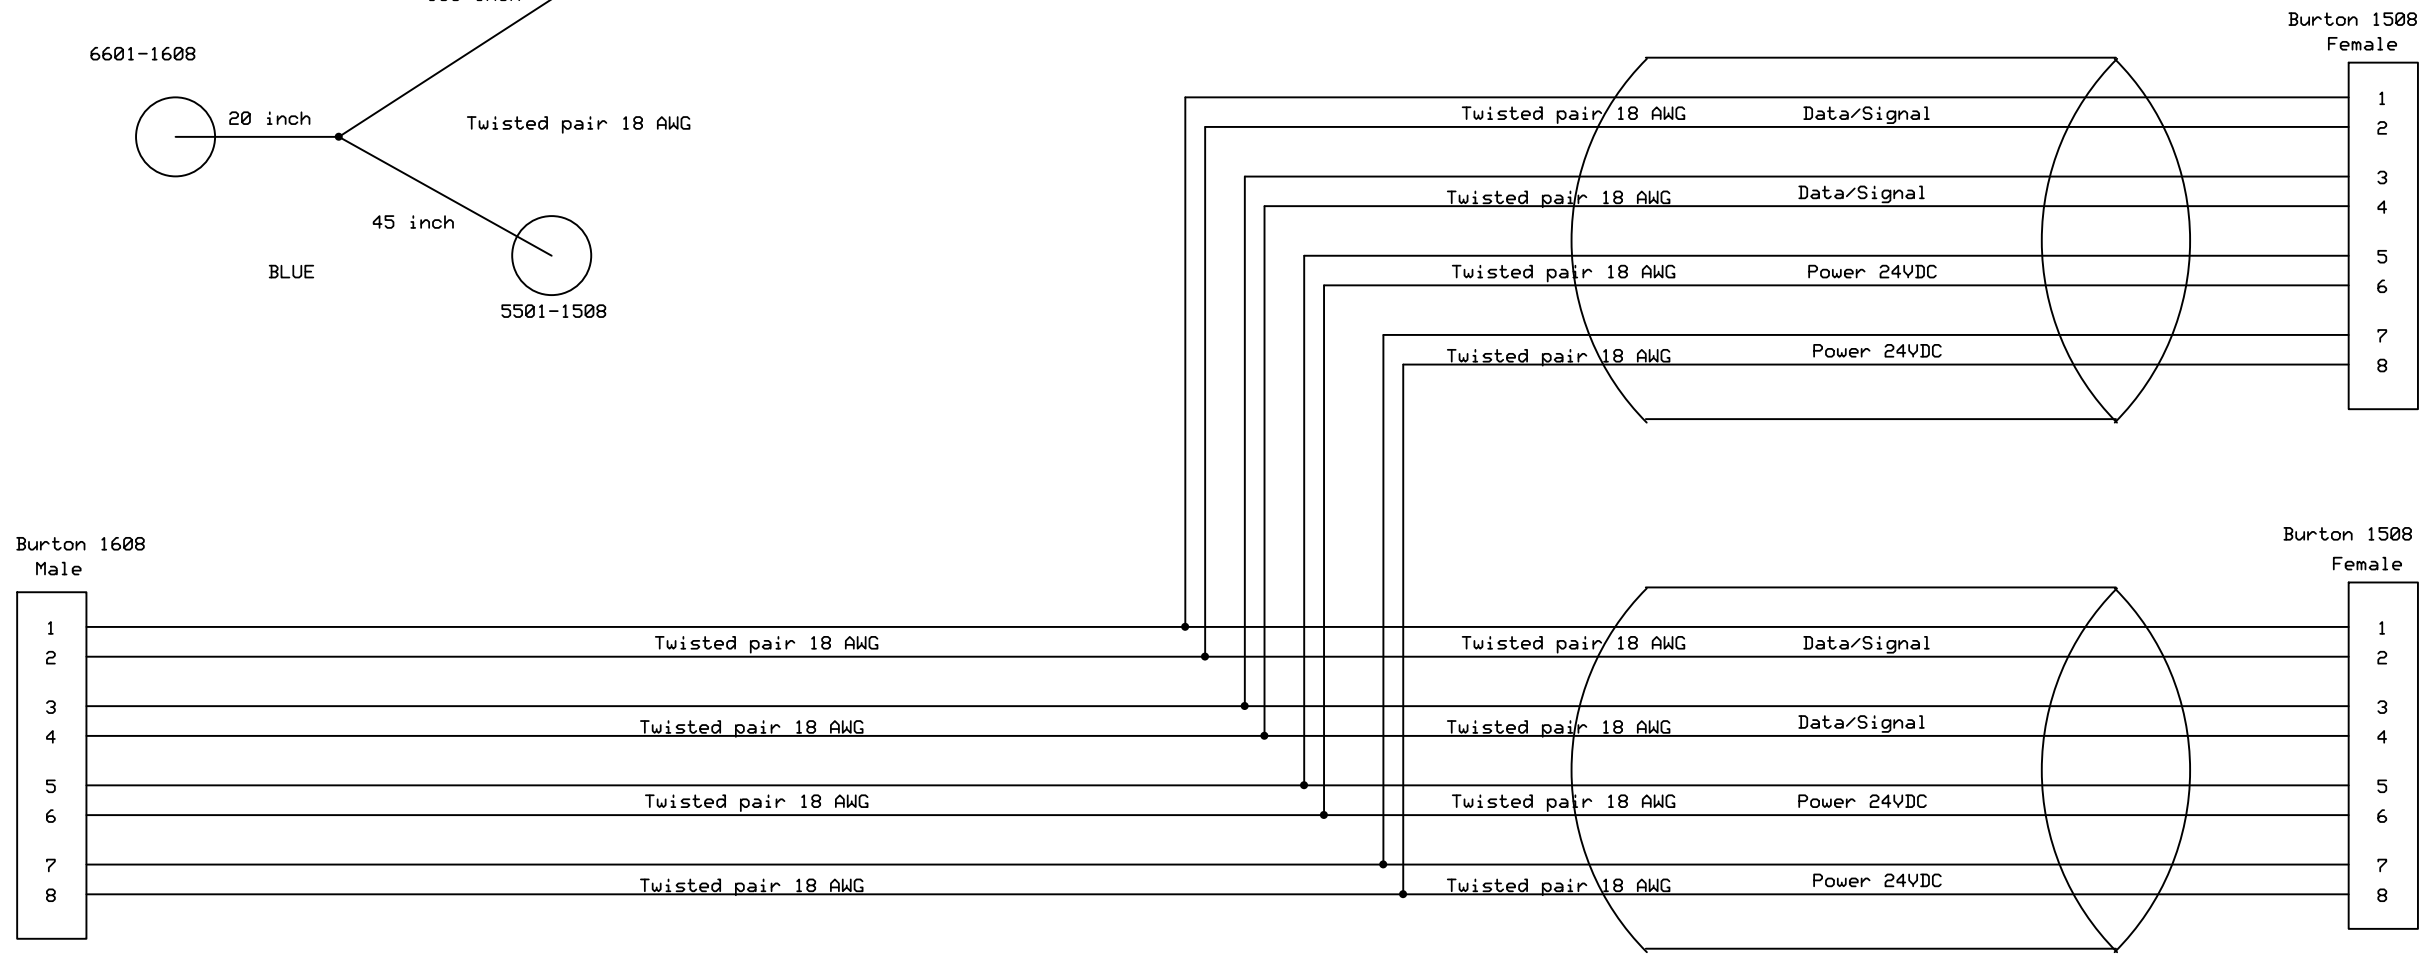 6601-1608
20 inch
Twisted pair 18 AWG
45 inch
BLUE
5501-1508
Burton 1508
Female
1
Twisted pair 18 AWG Data/Signal
2
3
Twisted pair 18 AWG Data/Signal
4
5
Twisted pair 18 AWG Power 24VDC
6
7
Twisted pair 18 AWG Power 24VDC
8
Burton 1608
Male
Burton 1508
Female
1 1
Twisted pair 18 AWG Twisted pair 18 AWG Data/Signal
2 2
3 3
Twisted pair 18 AWG Twisted pair 18 AWG Data/Signal
4 4
5 5
Twisted pair 18 AWG Twisted pair 18 AWG Power 24VDC
6 6
7 7
Twisted pair 18 AWG Twisted pair 18 AWG Power 24VDC
8 8